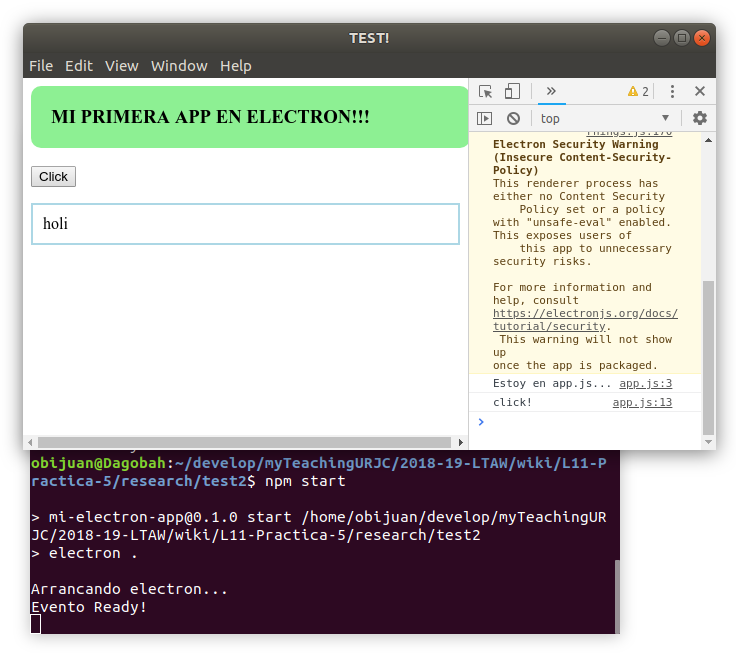 TEST!
File Edit View Window Help
MI PRIMERA APP EN ELECTRON!!!
Click
holi
2
top
Things.js:170
Electron Security Warning
(Insecure Content-Security-
Policy)
This renderer process has
either no Content Security
Policy set or a policy
with "unsafe-eval" enabled.
This exposes users of
this app to unnecessary
security risks.
For more information and
help, consult
https://electronjs.org/docs/
tutorial/security.
This warning will not show
up
once the app is packaged.
Estoy en app.js... app.js:3
click! app.js:13
obijuan@Dagobah:~/develop/myTeachingURJC/2018-19-LTAW/wiki/L11-P
ractica-5/research/test2$ npm start
> mi-electron-app@0.1.0 start /home/obijuan/develop/myTeachingUR
JC/2018-19-LTAW/wiki/L11-Practica-5/research/test2
> electron .
Arrancando electron...
Evento Ready!